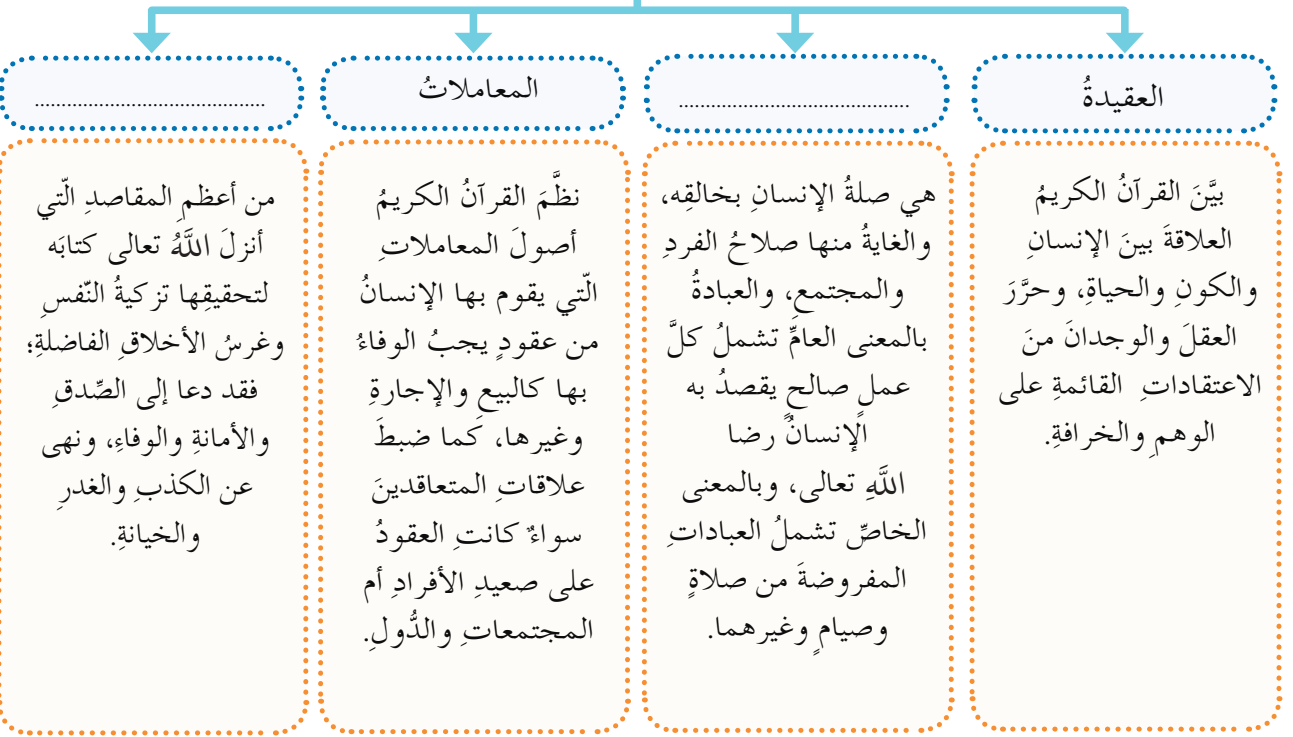 العقيدةُ
بيَّنَ القرآنُ الكريمُ
العلاقةَ بينَ الإنسانِ
والكونِ والحياةِ، وحرَّرَ
العقلَ والوجدانَ منَ
الاعتقاداتِ القائمةِ على
الوهمِ والخرافةِ.
..........................................
هي صلةُ الإنسانِ بخالقِه،
والغايةُ منها صلاحُ الفردِ
والمجتمعِ، والعبادةُ
بالمعنى العامِّ تشملُ كلَّ
عملٍ صالحٍ يقصدُ به
الإنسانُ رضا
اللَّهِ تعالى، وبالمعنى
الخاصِّ تشملُ العباداتِ
المفروضةَ من صلاةٍ
وصيامٍ وغيرهما.
المعاملاتُ
نظَّمَ القرآنُ الكريمُ
أصولَ المعاملاتِ
الّتي يقوم بها الإنسانُ
من عقودٍ يجبُ الوفاءُ
بها كالبيعِ والإجارةِ
وغيرها، كما ضبطَ
علاقاتِ المتعاقدينَ
سواءٌ كانتِ العقودُ
على صعيدِ الأفرادِ أم
المجتمعاتِ والدُّولِ.
..........................................
من أعظمِ المقاصدِ الّتي
أنزلَ اللَّهُ تعالى كتابَه
لتحقيقِها تزكيةُ النّفسِ
وغرسُ الأخلاقِ الفاضلةِ؛
فقد دعا إلى الصِّدقِ
والأمانةِ والوفاءِ، ونهى
عن الكذبِ والغدرِ
والخيانةِ.